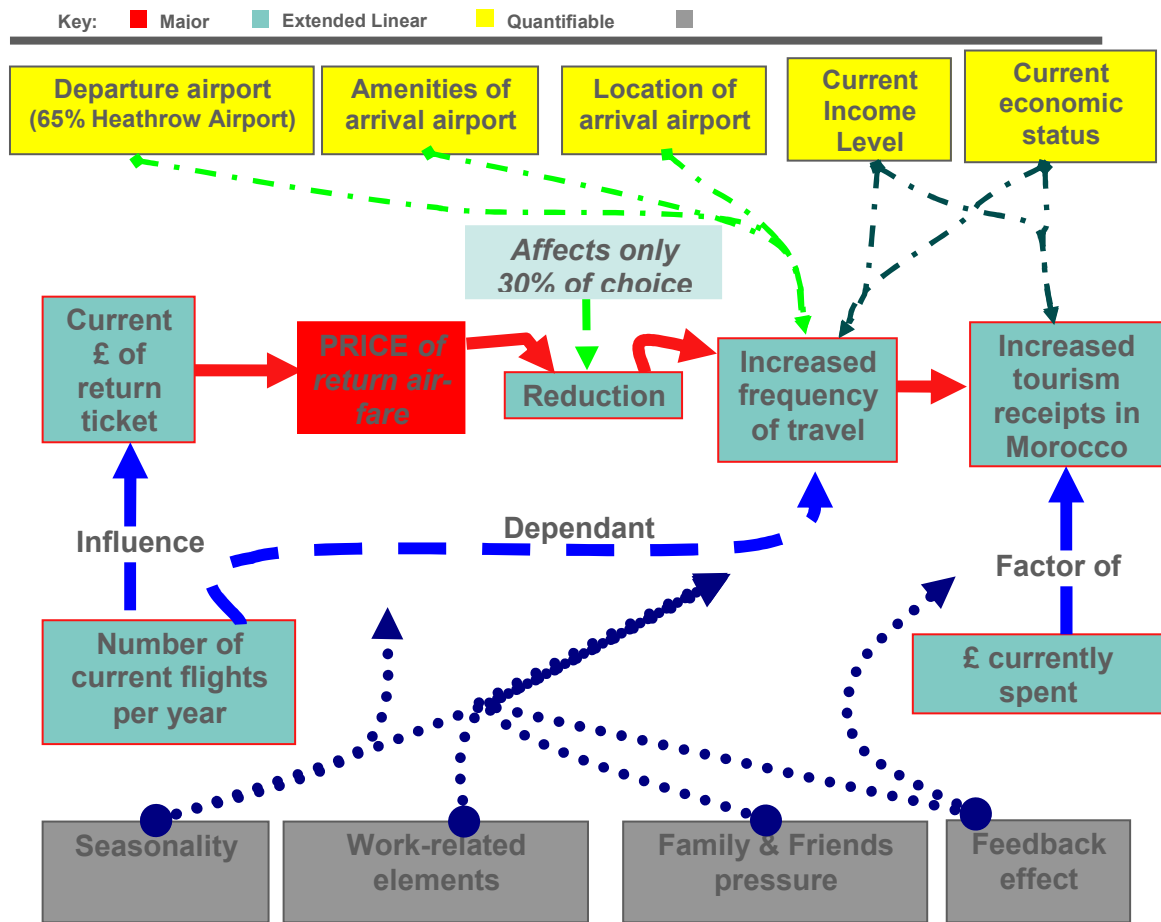 Key: Major Extended Linear Quantifiable
Departure airport
(65% Heathrow Airport)
Amenities of
arrival airport
Location of
arrival airport
Current
Income
Level
Current
economic
status
Affects only
30% of choice
Current
£ of
return
ticket
PRICE of
return air-
fare
Reduction
Increased
frequency
of travel
Increased
tourism
receipts in
Morocco
Influence
Dependant
Factor of
Number of
current flights
per year
£ currently
spent
Seasonality
Work-related
elements
Family & Friends
pressure
Feedback
effect